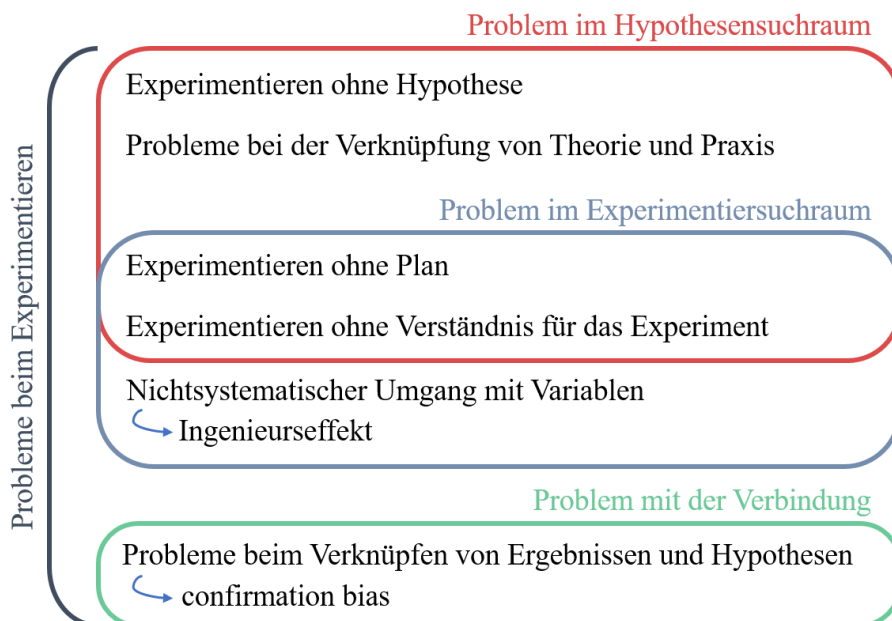 Probleme beim Experimentieren
Problem im Hypothesensuchraum
Experimentieren ohne Hypothese
Probleme bei der Verknüpfung von Theorie und Praxis
Problem im Experimentiersuchraum
Experimentieren ohne Plan
Experimentieren ohne Verständnis für das Experiment
Nichtsystematischer Umgang mit Variablen
Ingenieurseffekt
Problem mit der Verbindung
Probleme beim Verknüpfen von Ergebnissen und Hypothesen
confirmation bias